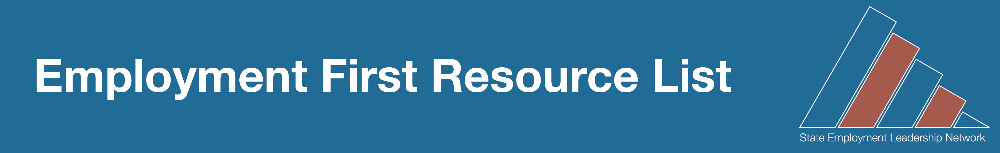 Employment First Resource List
State Employment Leadership Network